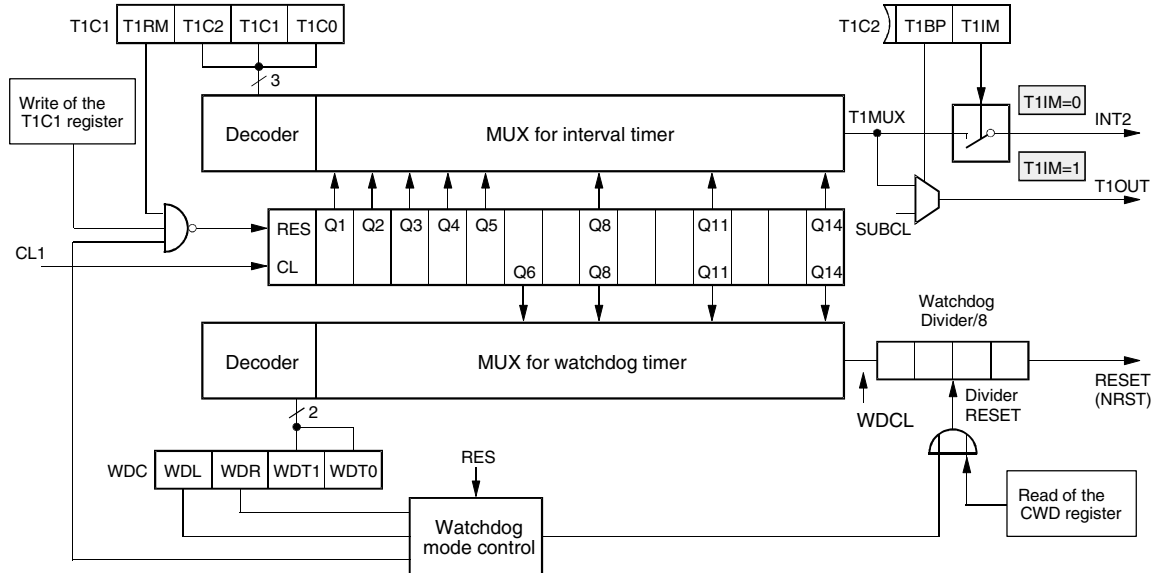 T1C1 T1RM T1C2 T1C1 T1C0
T1C2 T1BP T1IM
3
Write of the
T1C1 register
Decoder
MUX for interval timer
T1MUX
T1IM=0
INT2
T1IM=1
T1OUT
SUBCL
RES Q1 Q2 Q3 Q4 Q5 Q8 Q11 Q14
CL1
CL Q6 Q8 Q11 Q14
Watchdog
Divider/8
Decoder
MUX for watchdog timer
RESET
(NRST)
Divider
RESET
WDCL
2
WDC WDL WDR WDT1 WDT0
RES
Watchdog
mode control
Read of the
CWD register